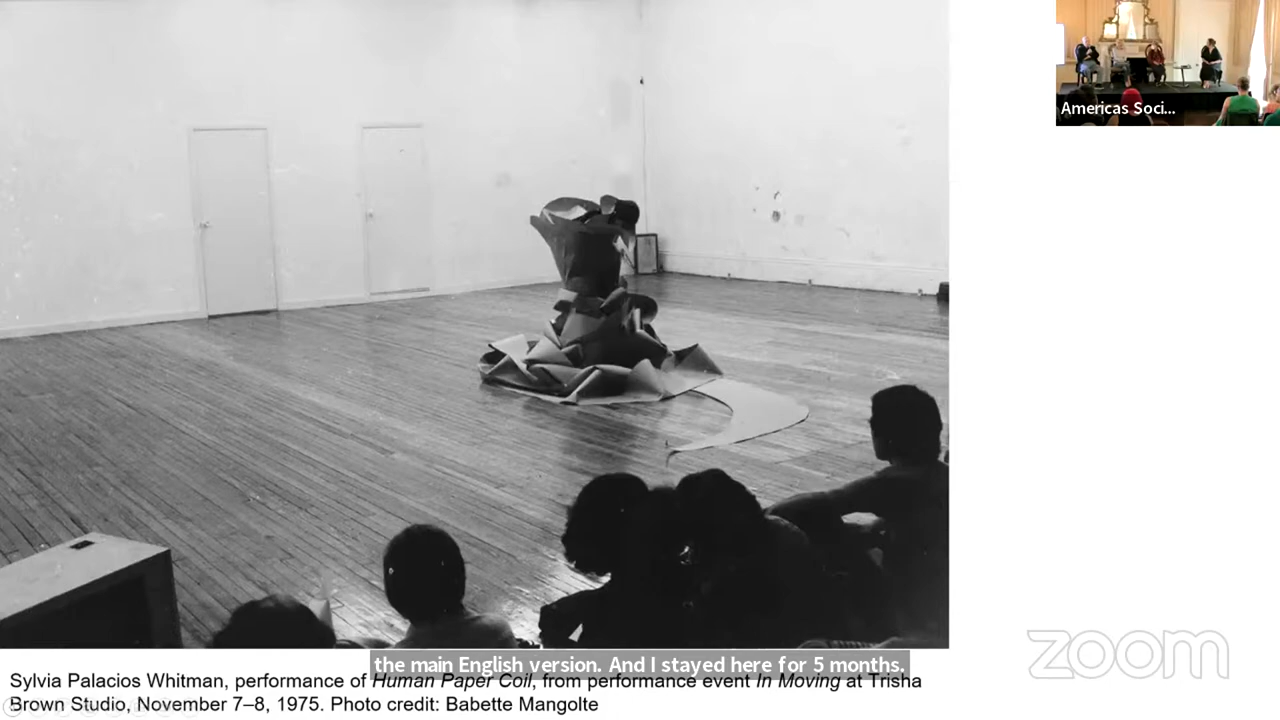 Americas Soci...
the main English version. And I stayed here for 5 months.
Sylvia Palacios Whitman, performance of Human Paper Coil, from performance event In Moving at Trisha
Brown Studio, November 7–8, 1975. Photo credit: Babette Mangolte
zoom